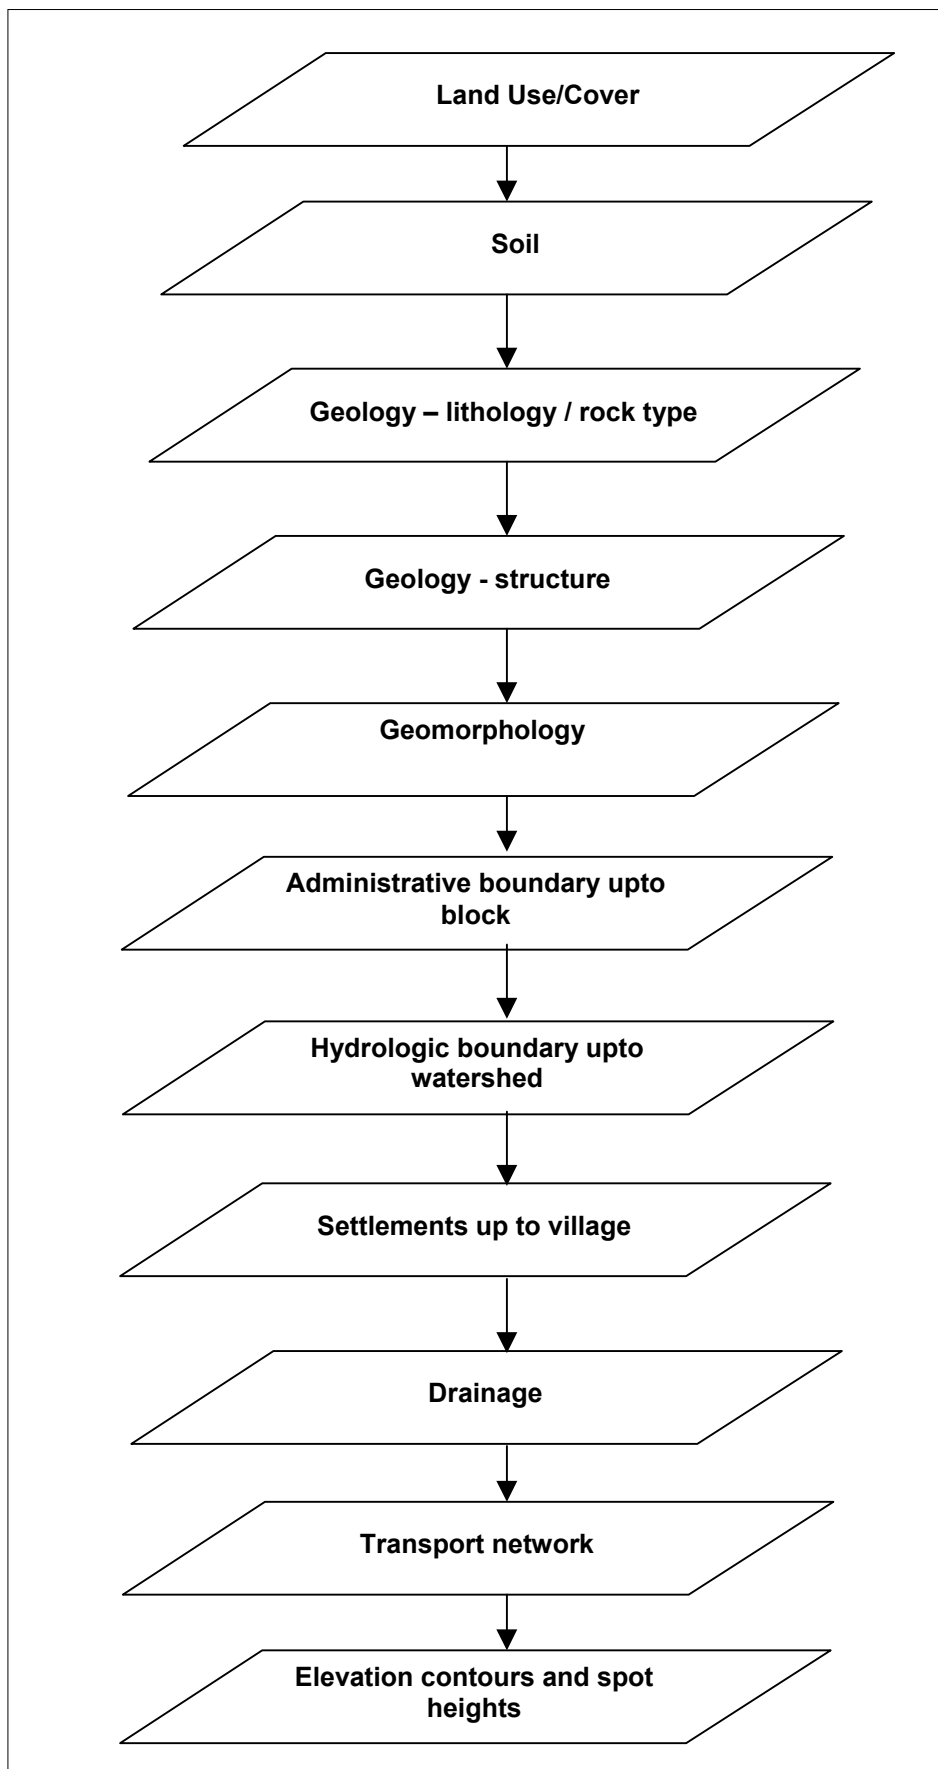 Land Use/Cover
Soil
Geology – lithology / rock type
Geology - structure
Geomorphology
Administrative boundary upto
block
Hydrologic boundary upto
watershed
Settlements up to village
Drainage
Transport network
Elevation contours and spot
heights